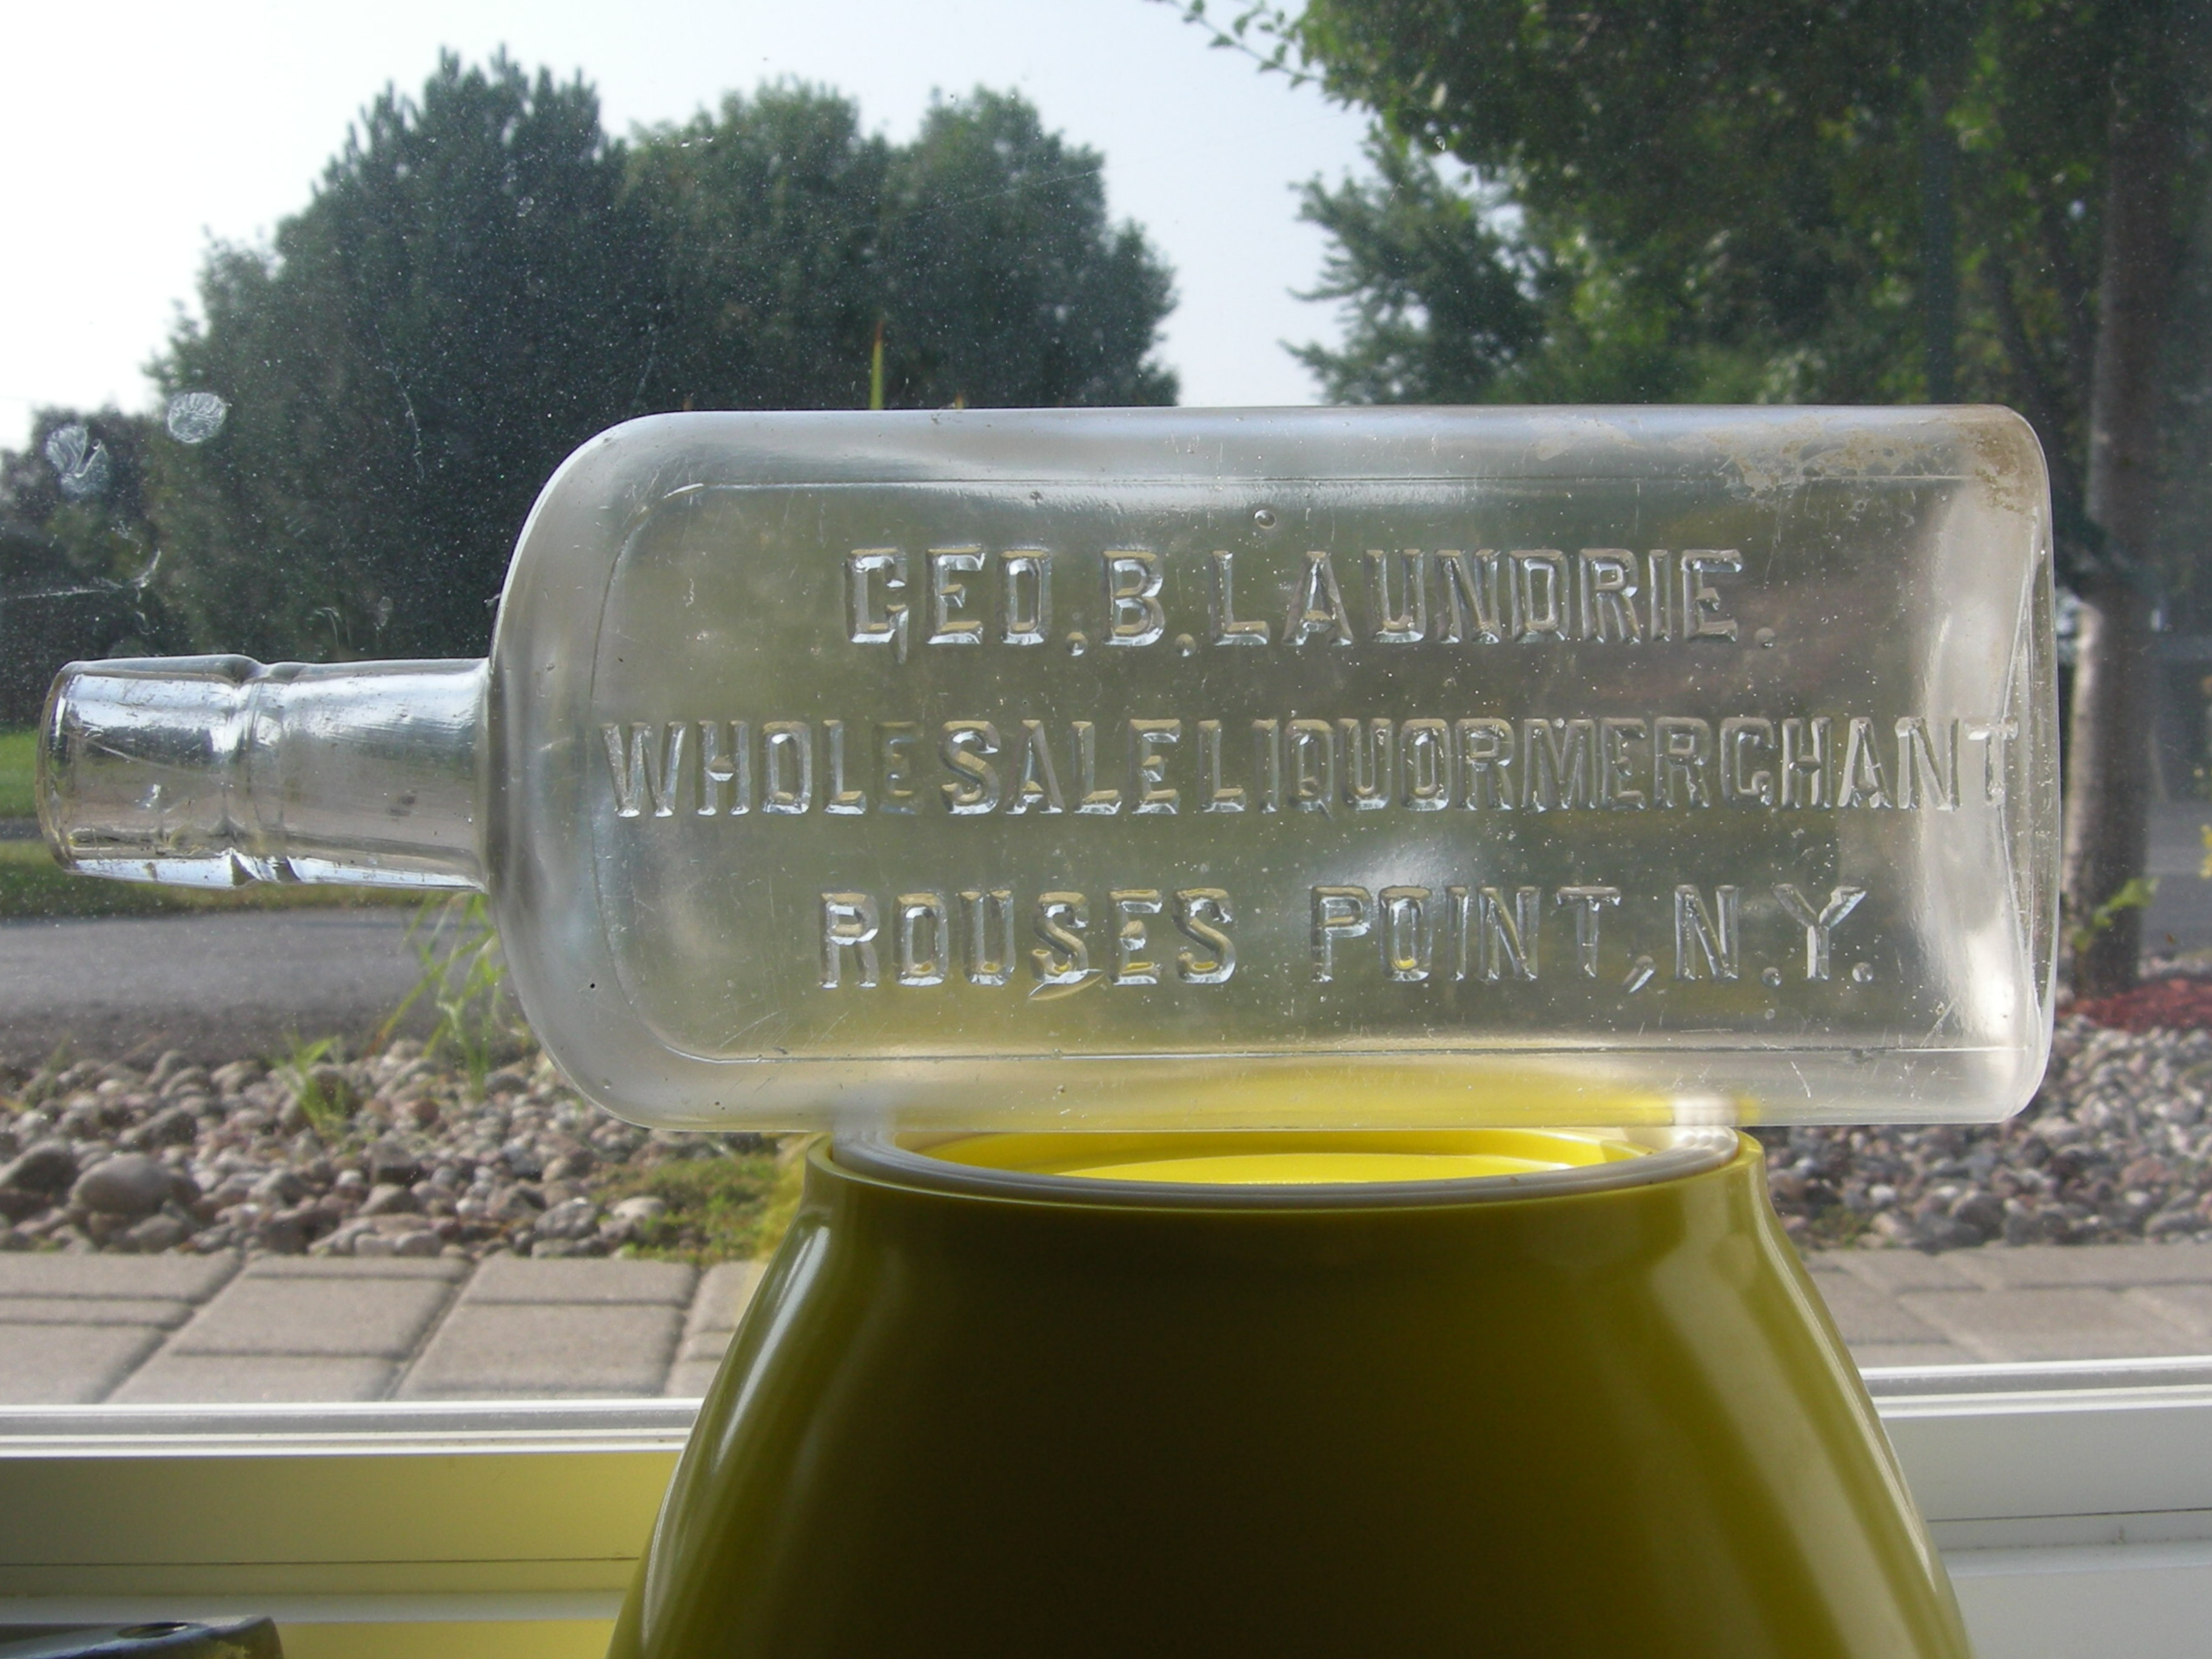 GEO.B.LAUNDRIE.
WHOLESALE LIQUOR MERCHANT
ROUSES POINT, N.Y.